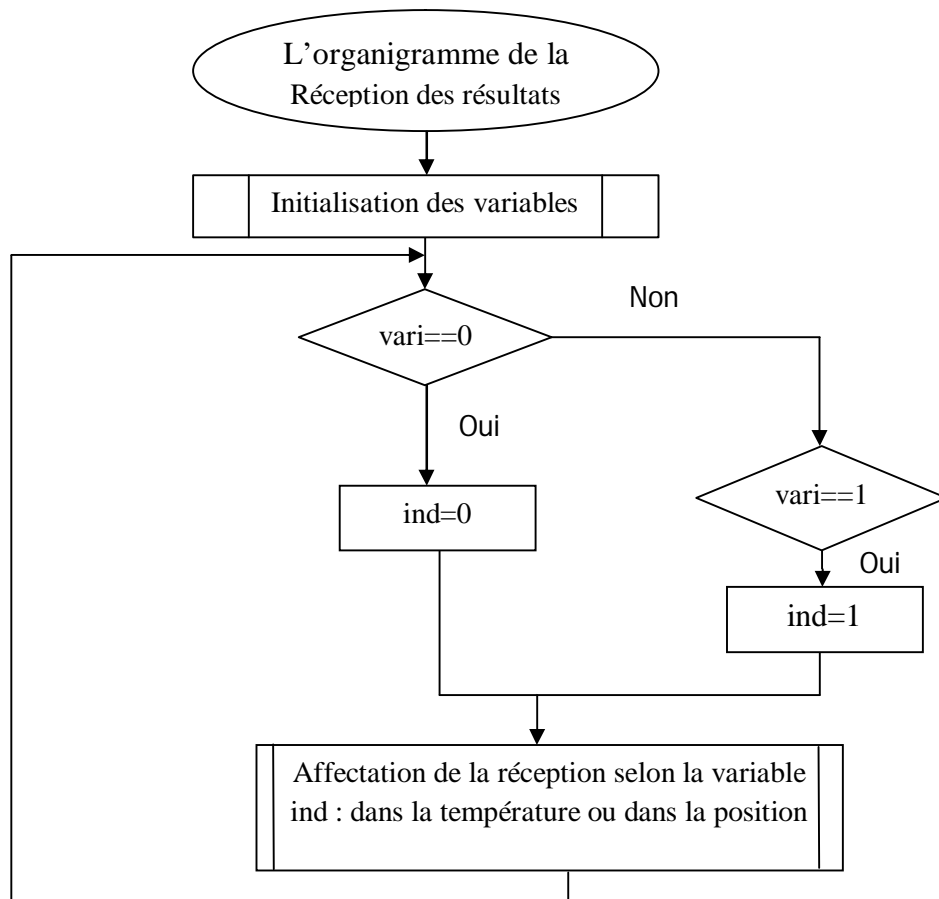 L'organigramme de la
Réception des résultats
Initialisation des variables
Non
vari==0
Oui
vari==1
ind=0
Oui
ind=1
Affectation de la réception selon la variable
ind : dans la température ou dans la position